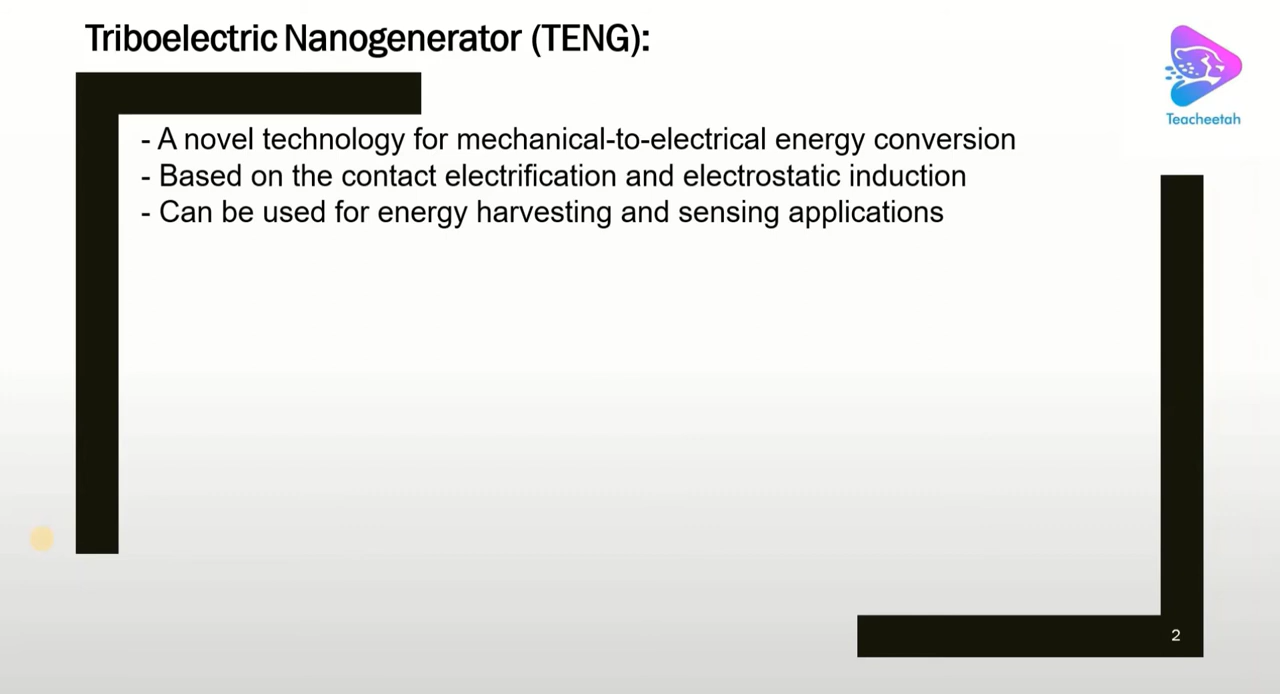 Triboelectric Nanogenerator (TENG):
Teacheetah
- A novel technology for mechanical-to-electrical energy conversion
- Based on the contact electrification and electrostatic induction
- Can be used for energy harvesting and sensing applications
2